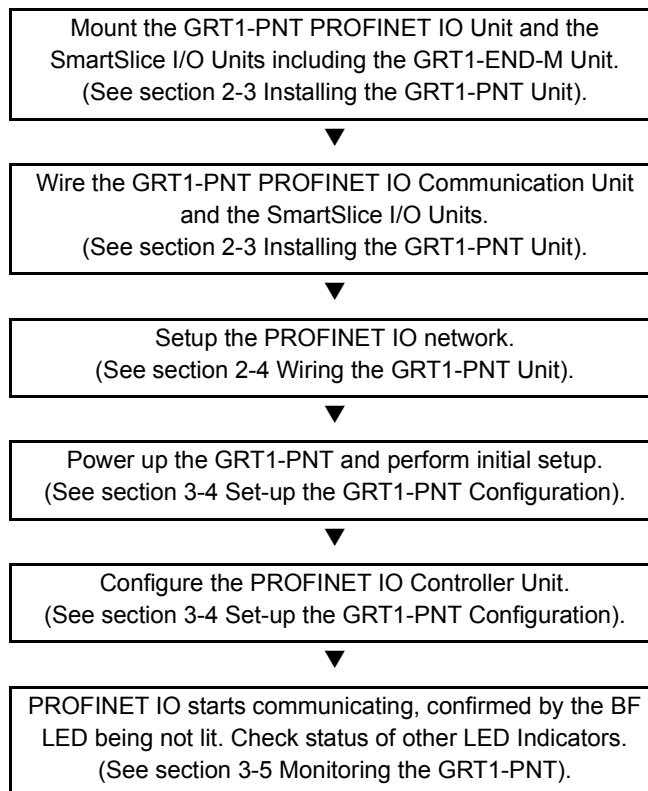 Mount the GRT1-PNT PROFINET IO Unit and the
SmartSlice I/O Units including the GRT1-END-M Unit.
(See section 2-3 Installing the GRT1-PNT Unit).
▼
Wire the GRT1-PNT PROFINET IO Communication Unit
and the SmartSlice I/O Units.
(See section 2-3 Installing the GRT1-PNT Unit).
▼
Setup the PROFINET IO network.
(See section 2-4 Wiring the GRT1-PNT Unit).
▼
Power up the GRT1-PNT and perform initial setup.
(See section 3-4 Set-up the GRT1-PNT Configuration).
▼
Configure the PROFINET IO Controller Unit.
(See section 3-4 Set-up the GRT1-PNT Configuration).
▼
PROFINET IO starts communicating, confirmed by the BF
LED being not lit. Check status of other LED Indicators.
(See section 3-5 Monitoring the GRT1-PNT).